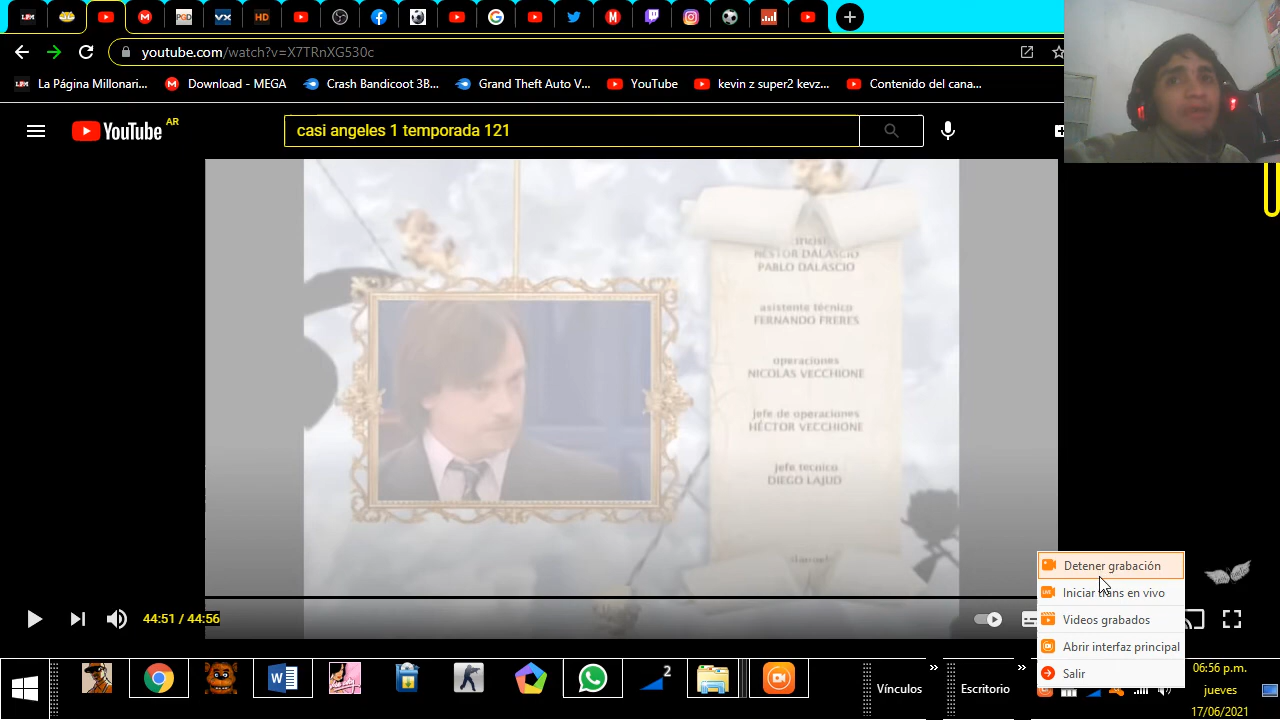 youtube.com/watch?v=X7TRnXG530c
La Página Millonari...
Download - MEGA
Crash Bandicoot 3B...
Grand Theft Auto V...
YouTube
kevin z super2 kevz...
Contenido del cana...
YouTube AR
casi angeles 1 temporada 121
NESTOR DALASCIO
PABLO DALASCIO
asistente técnico
FERNANDO FRERES
operaciones
NICOLAS VECCHIONE
jefe de operaciones
HÉCTOR VECCHIONE
jefe tecnico
DIEGO LAJUD
44:51 / 44:56
Detener grabación
Iniciar trans en vivo
Videos grabados
Abrir interfaz principal
Salir
2
Vínculos
Escritorio
06:56 p.m.
jueves
17/06/2021